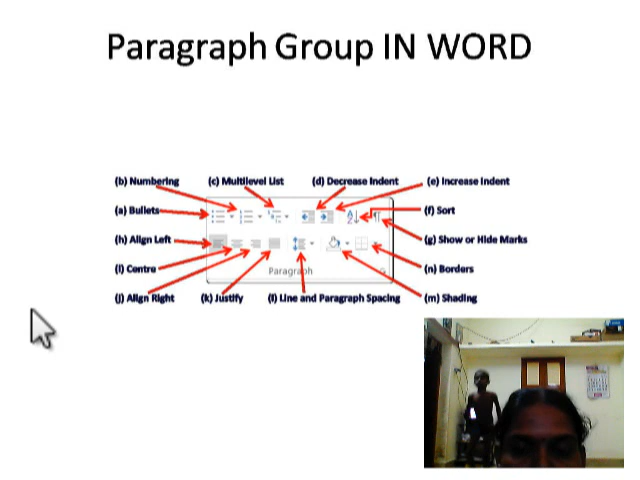 Paragraph Group IN WORD
(b) Numbering (c) Multilevel List (d) Decrease Indent (e) Increase Indent
(a) Bullets (f) Sort
(h) Align Left (g) Show or Hide Marks
(i) Centre (n) Borders
Paragraph
(j) Align Right (k) Justify (l) Line and Paragraph Spacing (m) Shading